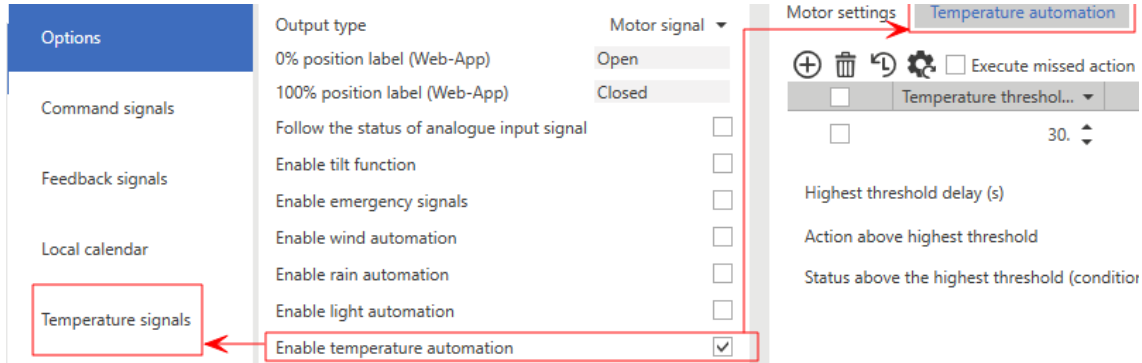 Options
Command signals
Feedback signals
Local calendar
Temperature signals
Output type Motor signal
0% position label (Web-App) Open
100% position label (Web-App) Closed
Follow the status of analogue input signal
Enable tilt function
Enable emergency signals
Enable wind automation
Enable rain automation
Enable light automation
Enable temperature automation
Motor settings Temperature automation
Execute missed action
Temperature threshol...
30.
Highest threshold delay (s)
Action above highest threshold
Status above the highest threshold (condition